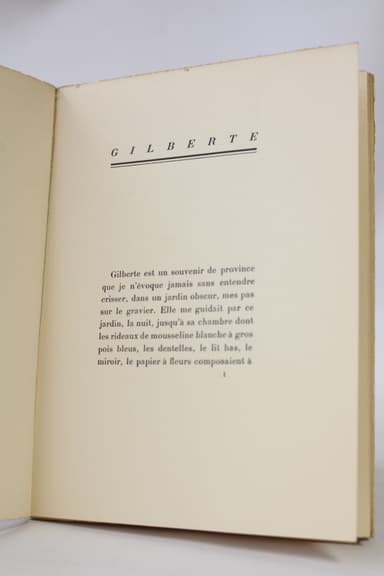 GILBERTE
Gilberte est un souvenir de province
que je n'évoque jamais sans entendre
crisser, dans un jardin obscur, mes pas
sur le gravier. Elle me guidait par ce
jardin, la nuit, jusqu'à sa chambre dont
les rideaux de mousseline blanche à gros
pois bleus, les dentelles, le lit bas, le
miroir, le papier à fleurs composaient à
1